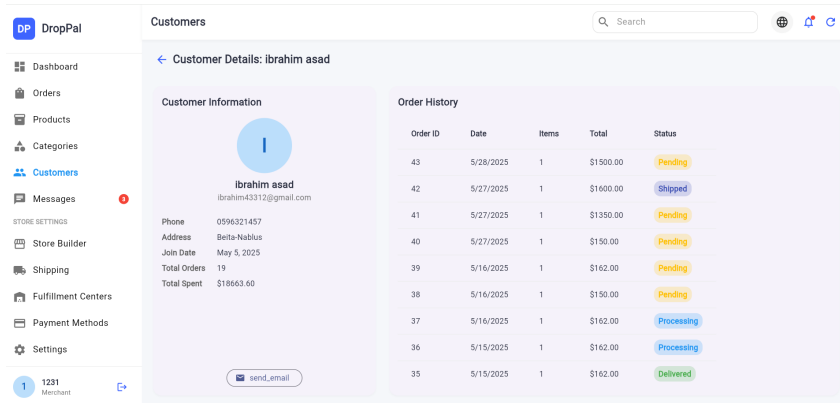 DP DropPal
Customers
Search
Dashboard
Orders
Products
Categories
Customers
Messages 3
STORE SETTINGS
Store Builder
Shipping
Fulfillment Centers
Payment Methods
Settings
1 1231
Merchant
Customer Details: ibrahim asad
Customer Information
I
ibrahim asad
ibrahim43312@gmail.com
Phone 0596321457
Address Beita-Nablus
Join Date May 5, 2025
Total Orders 19
Total Spent $18663.60
send_email
Order History
Order ID Date Items Total Status
43 5/28/2025 1 $1500.00 Pending
42 5/27/2025 1 $1600.00 Shipped
41 5/27/2025 1 $1350.00 Pending
40 5/27/2025 1 $150.00 Pending
39 5/16/2025 1 $162.00 Pending
38 5/16/2025 1 $150.00 Pending
37 5/16/2025 1 $162.00 Processing
36 5/15/2025 1 $162.00 Processing
35 5/15/2025 1 $162.00 Delivered